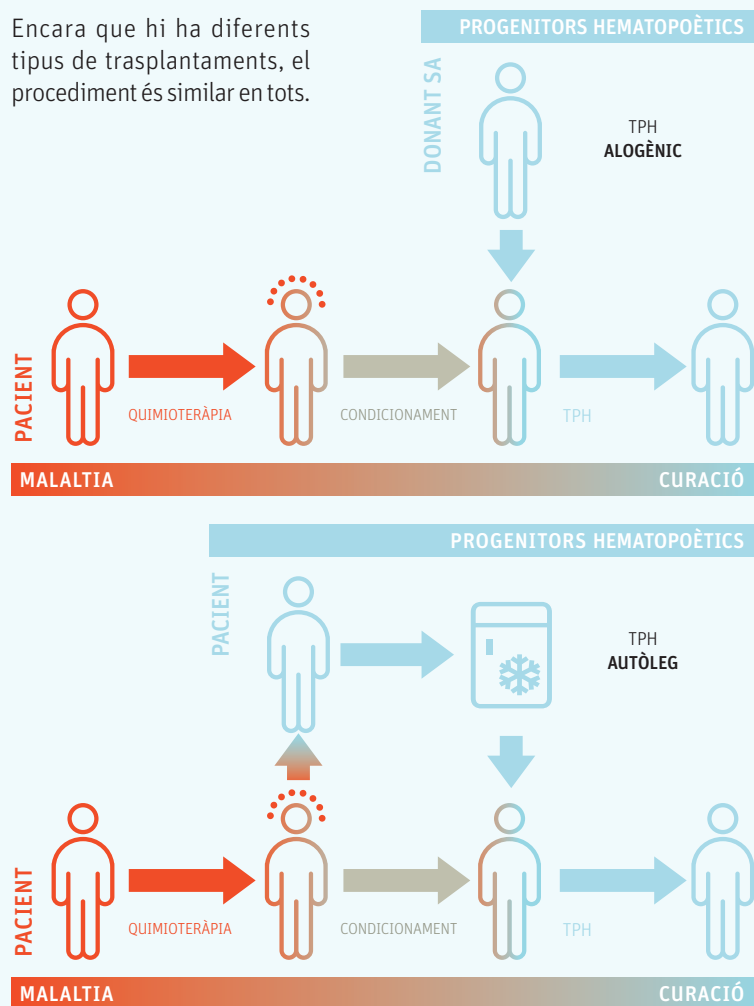 Encara que hi ha diferents
tipus de trasplantaments, el
procediment és similar en tots.
PROGENITORS HEMATOPOÈTICS
DONANT SA
TPH
ALOGÈNIC
PACIENT
QUIMIOTERÀPIA
CONDICIONAMENT
TPH
MALALTIA
CURACIÓ
PROGENITORS HEMATOPOÈTICS
PACIENT
TPH
AUTÒLEG
PACIENT
QUIMIOTERÀPIA
CONDICIONAMENT
TPH
MALALTIA
CURACIÓ